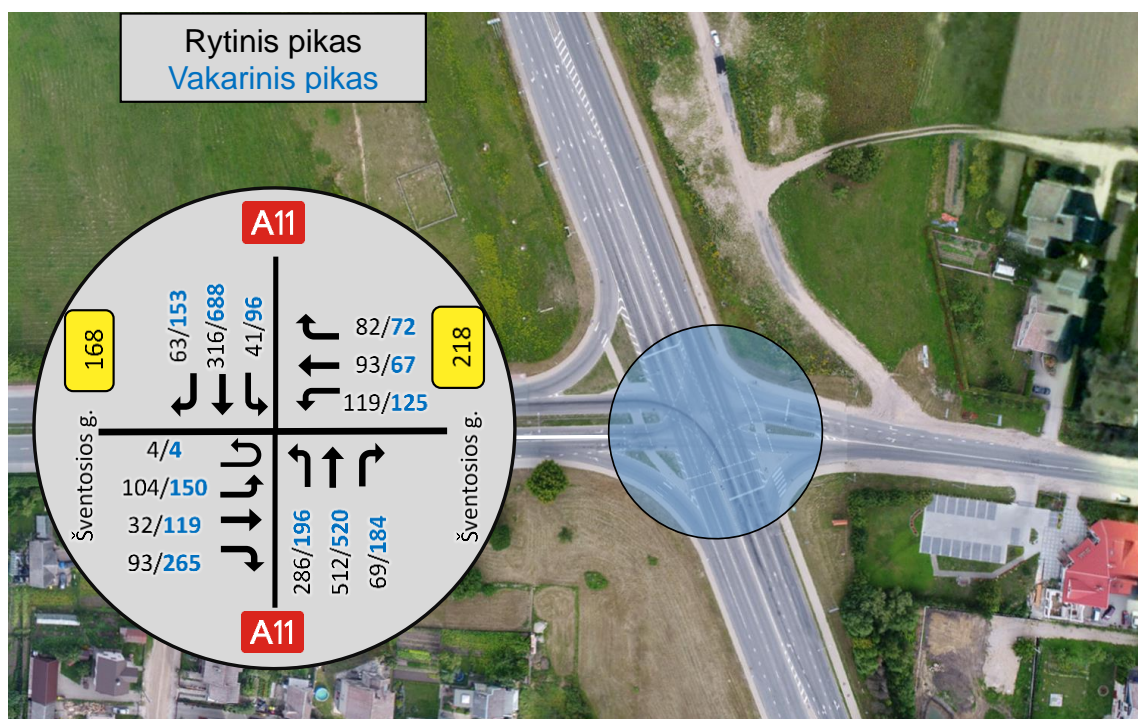 Rytinis pikas
Vakarinis pikas
A11
168
218
63/153
316/688
41/96
82/72
93/67
119/125
Šventosios g.
Šventosios g.
4/4
104/150
32/119
93/265
286/196
512/520
69/184
A11